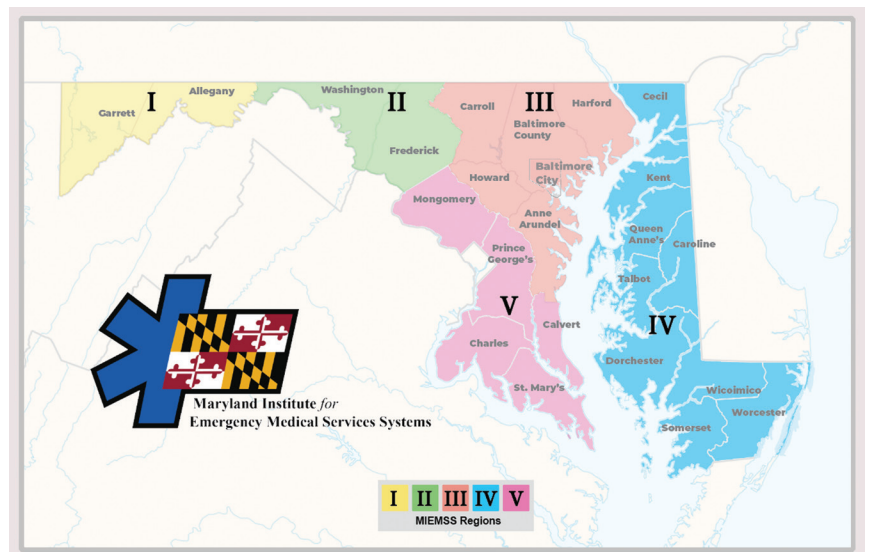 Garrett
Allegany
I
Washington
II
Frederick
Carroll
III
Harford
Baltimore
County
Baltimore
City
Howard
Anne
Arundel
Montgomery
Prince
George's
V
Calvert
Charles
St. Mary's
Cecil
Kent
Queen
Anne's
Caroline
Talbot
IV
Dorchester
Wicoimico
Worcester
Somerset
Maryland Institute for
Emergency Medical Services Systems
I II III IV V
MIEMSS Regions